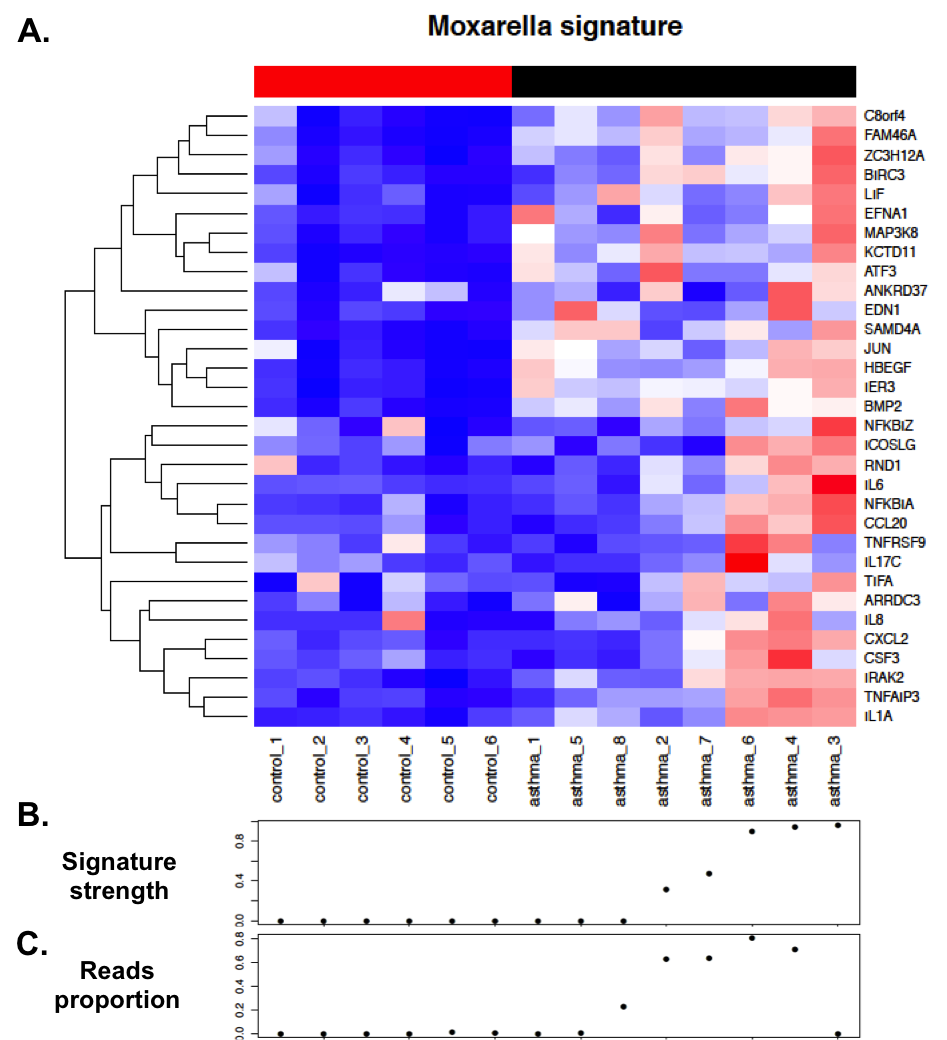 A.
Moxarella signature
C8orf4
FAM46A
ZC3H12A
BiRC3
LiF
EFNA1
MAP3K8
KCTD11
ATF3
ANKRD37
EDN1
SAMD4A
JUN
HBEGF
iER3
BMP2
NFKBiZ
iCOSLG
RND1
iL6
NFKBiA
CCL20
TNFRSF9
iL17C
TiFA
ARRDC3
iL8
CXCL2
CSF3
iRAK2
TNFAiP3
iL1A
control_1
control_2
control_3
control_4
control_5
control_6
asthma_1
asthma_5
asthma_8
asthma_2
asthma_7
asthma_6
asthma_4
asthma_3
B.
Signature
strength
0.8
0.4
0.0
C.
Reads
proportion
0.8
0.6
0.4
0.2
0.0